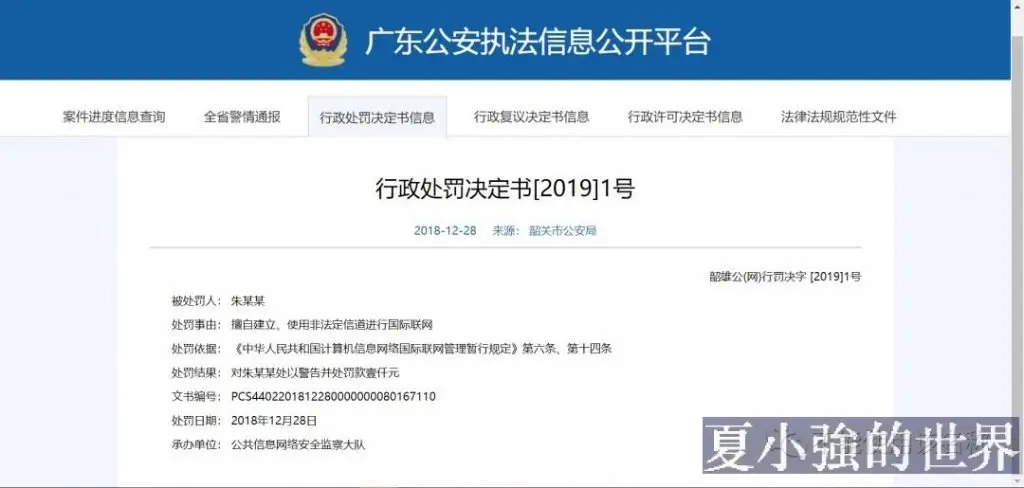 广东公安执法信息公开平台
案件进度信息查询 全省警情通报 行政处罚决定书信息 行政复议决定书信息 行政许可决定书信息 法律法规规范性文件
行政处罚决定书[2019]1号
2018-12-28 来源: 韶关市公安局
韶雄公(网)行罚决字 [2019]1号
被处罚人: 朱某某
处罚事由: 擅自建立、使用非法定信道进行国际联网
处罚依据: 《中华人民共和国计算机信息网络国际联网管理暂行规定》第六条、第十四条
处罚结果: 对朱某某处以警告并处罚款壹仟元
文书编号: PCS4402201812280000000080167110
处罚日期: 2018年12月28日
承办单位: 公共信息网络安全监察大队
夏小強的世界